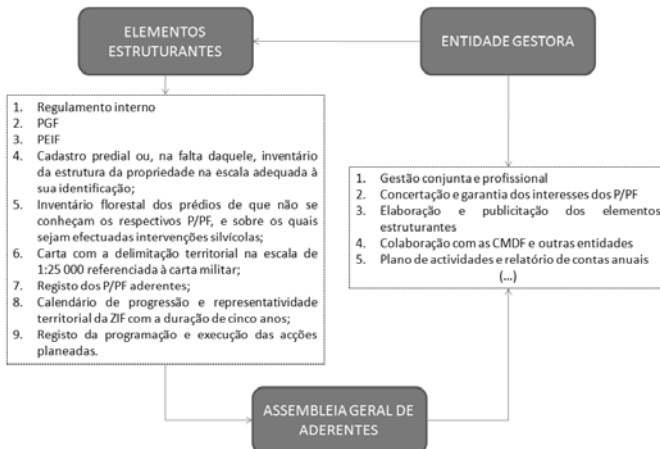 ELEMENTOS
ESTRUTURANTES
ENTIDADE GESTORA
1. Regulamento interno
2. PGF
3. PEIF
4. Cadastro predial ou, na falta daquele, inventário
da estrutura da propriedade na escala adequada à
sua identificação;
5. Inventário florestal dos prédios de que não se
conheçam os respectivos P/PF, e sobre os quais
sejam efectuadas intervenções silvícolas;
6. Carta com a delimitação territorial na escala de
1:25 000 referenciada à carta militar;
7. Registo dos P/PF aderentes;
8. Calendário de progressão e representatividade
territorial da ZIF com a duração de cinco anos;
9. Registo da programação e execução das acções
planeadas.
1. Gestão conjunta e profissional
2. Concertação e garantia dos interesses dos P/PF
3. Elaboração e publicitação dos elementos
estruturantes
4. Colaboração com as CMDF e outras entidades
5. Plano de actividades e relatório de contas anuais
(...)
ASSEMBLEIA GERAL DE
ADERENTES